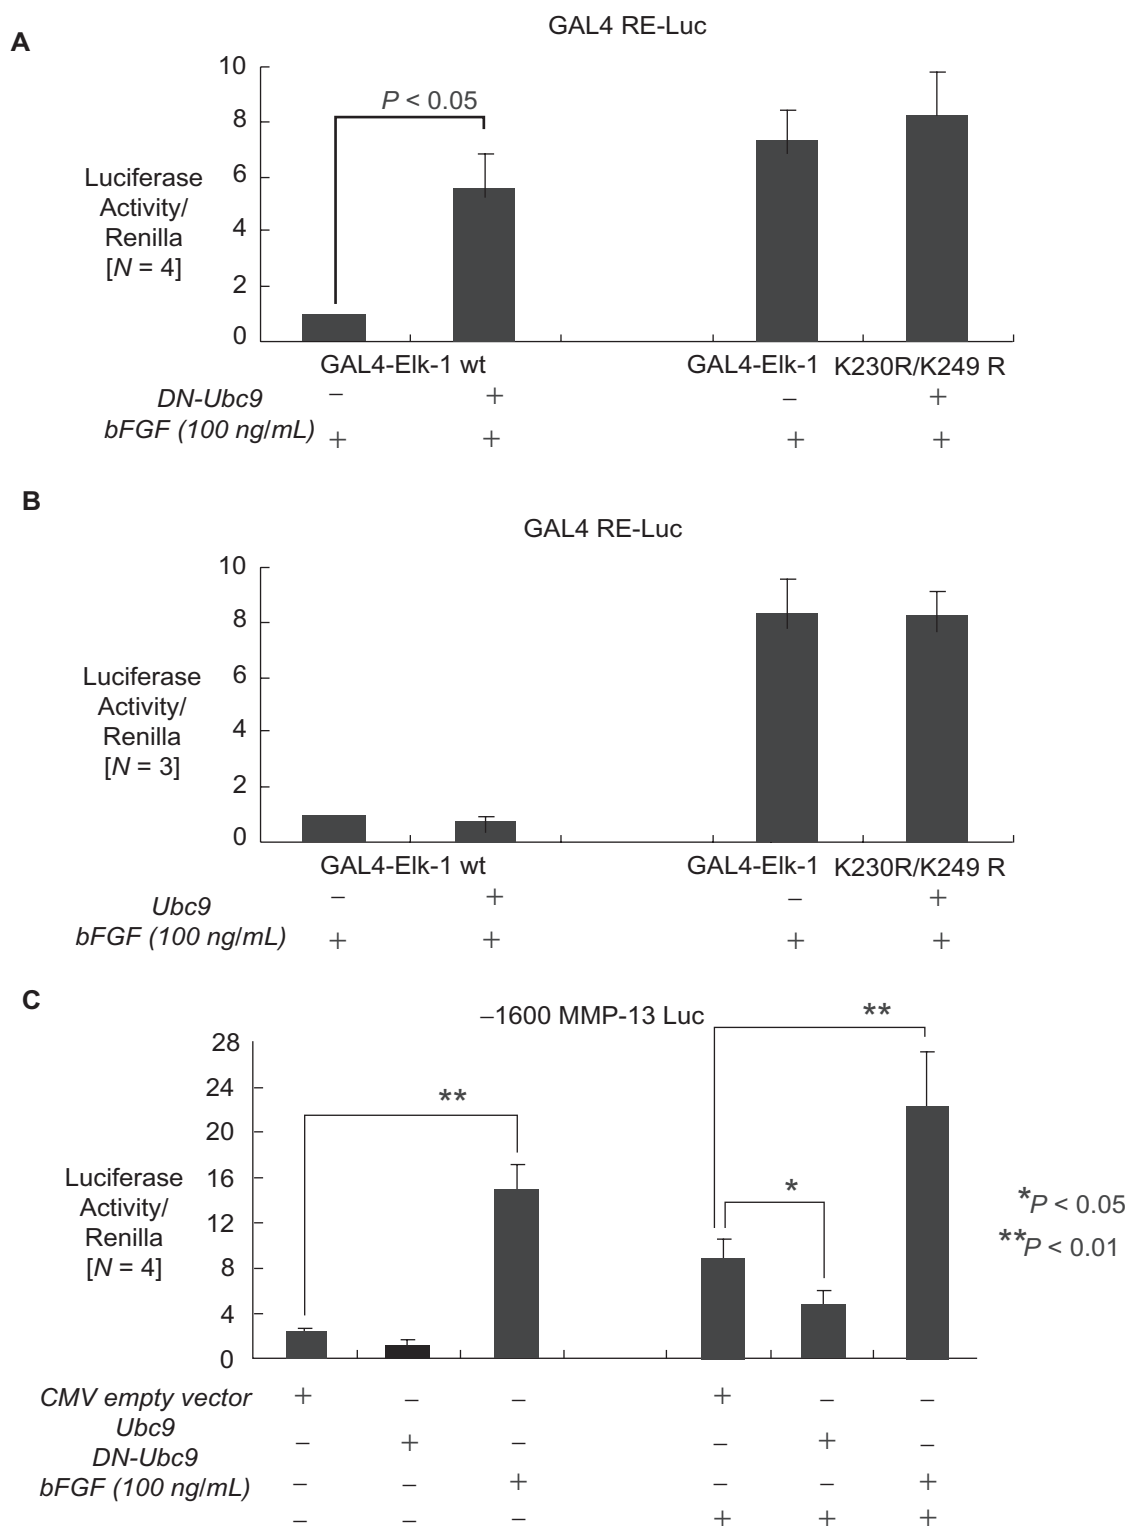 A
GAL4 RE-Luc
10
8
6
4
2
0
P < 0.05
Luciferase
Activity/
Renilla
[N = 4]
GAL4-Elk-1 wt GAL4-Elk-1 K230R/K249 R
DN-Ubc9 – + – +
bFGF (100 ng/mL) + + + +
B
GAL4 RE-Luc
10
8
6
4
2
0
Luciferase
Activity/
Renilla
[N = 3]
GAL4-Elk-1 wt GAL4-Elk-1 K230R/K249 R
Ubc9 – + – +
bFGF (100 ng/mL) + + + +
C
–1600 MMP-13 Luc
28
24
20
16
12
8
4
0
** * **
Luciferase
Activity/
Renilla
[N = 4]
*P < 0.05
**P < 0.01
CMV empty vector + – – + – –
Ubc9 – + – – + –
DN-Ubc9 – – + – – +
bFGF (100 ng/mL) – – – + + +